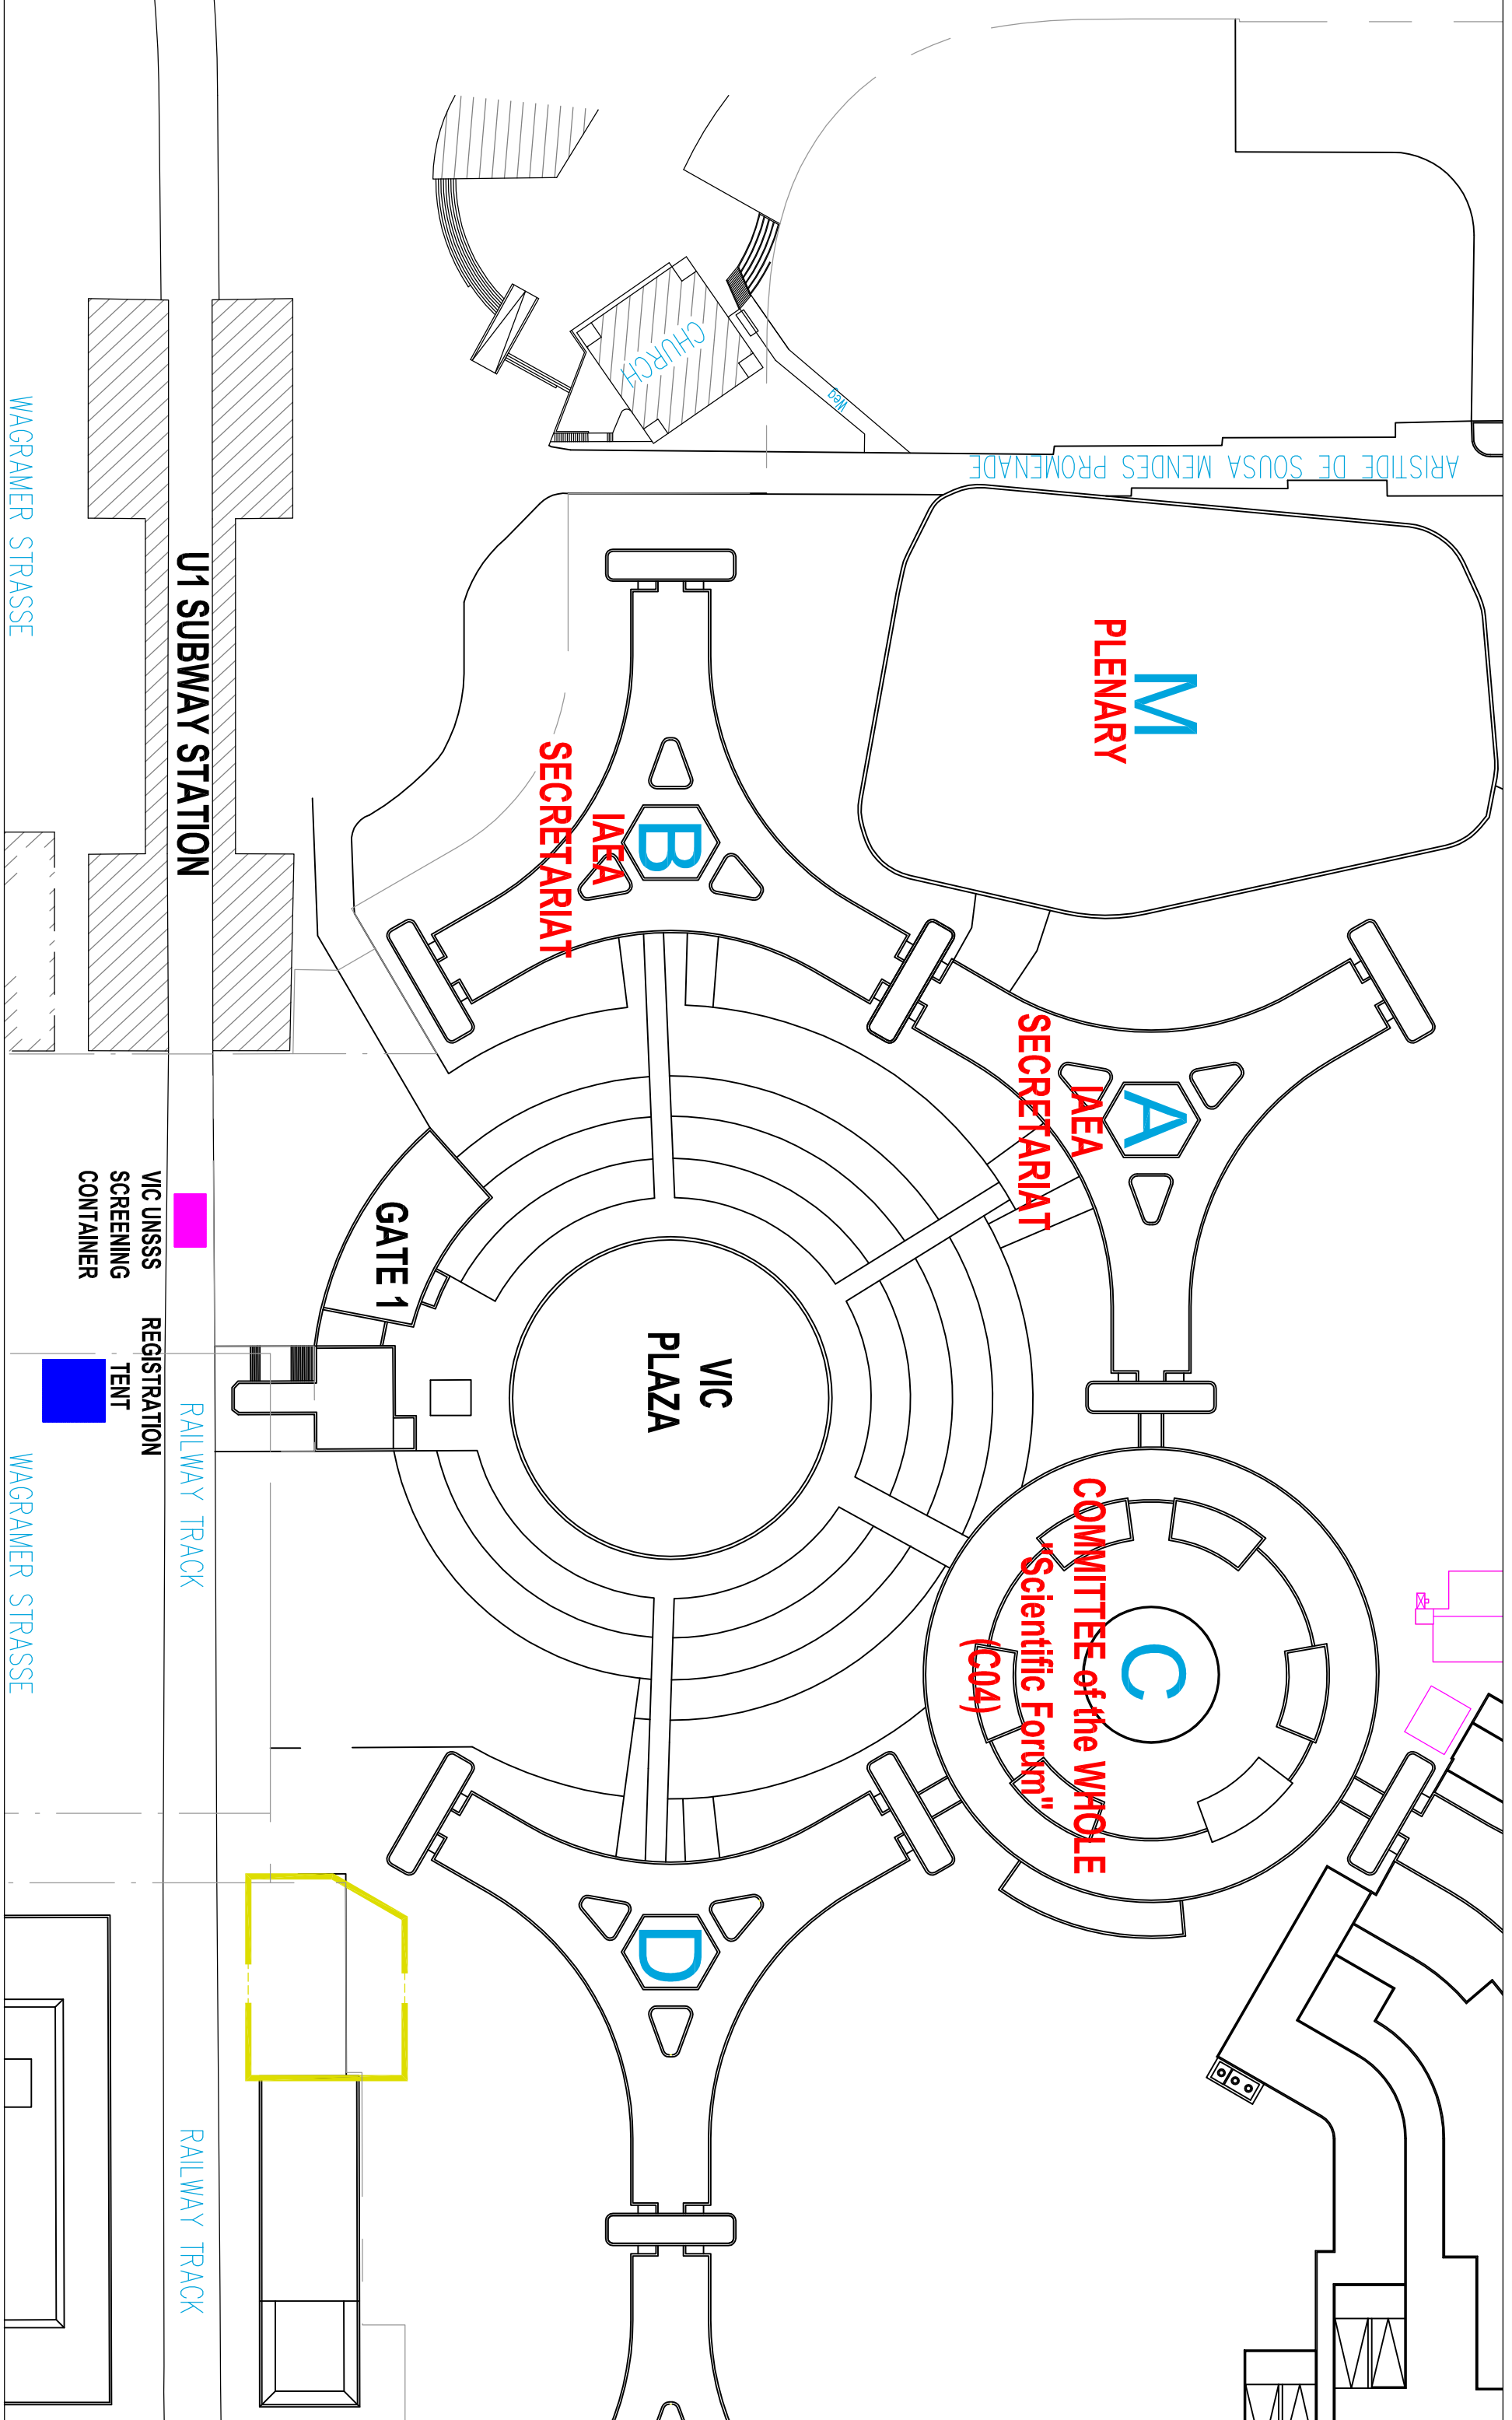 CHURCH
Weg
ARISTIDE DE SOUSA MENDES PROMENADE
WAGRAMER STRASSE
U1 SUBWAY STATION
M
PLENARY
B
IAEA
SECRETARIAT
A
IAEA
SECRETARIAT
GATE 1
VIC
PLAZA
VIC UNSSS
SCREENING
CONTAINER
REGISTRATION
TENT
RAILWAY TRACK
WAGRAMER STRASSE
C
COMMITTEE of the WHOLE
"Scientific Forum"
(C04)
D
RAILWAY TRACK